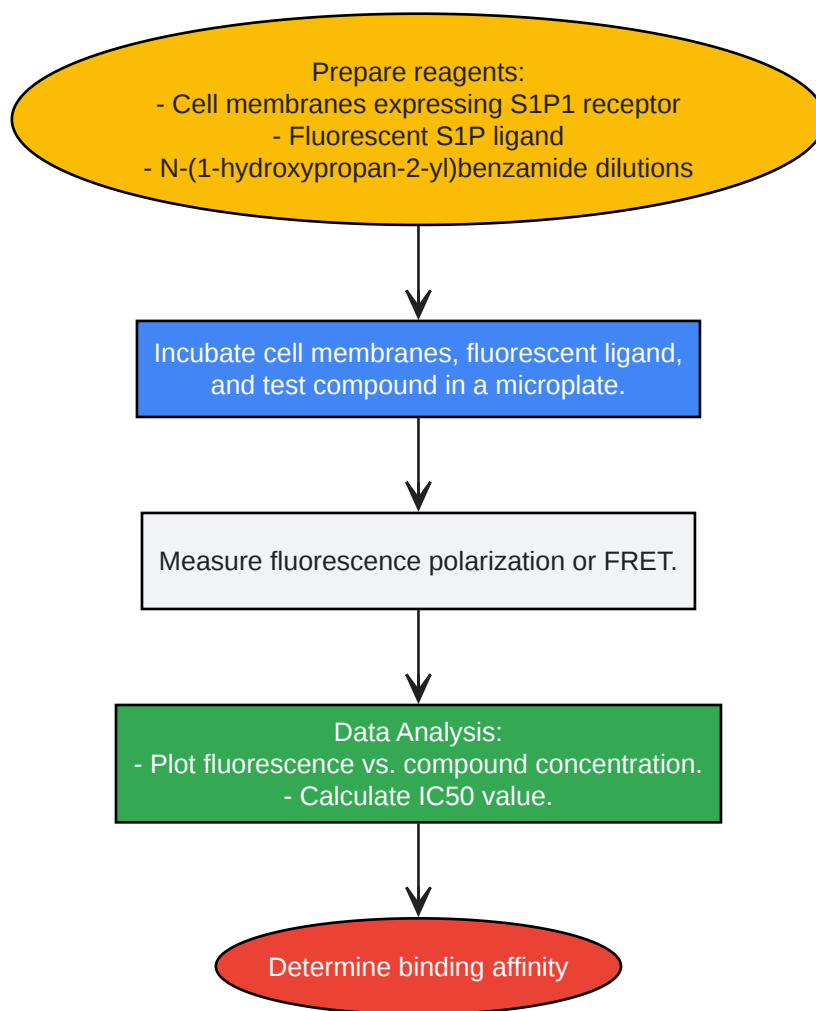 Prepare reagents:
- Cell membranes expressing S1P1 receptor
- Fluorescent S1P ligand
- N-(1-hydroxypropan-2-yl)benzamide dilutions
Incubate cell membranes, fluorescent ligand,
and test compound in a microplate.
Measure fluorescence polarization or FRET.
Data Analysis:
- Plot fluorescence vs. compound concentration.
- Calculate IC50 value.
Determine binding affinity